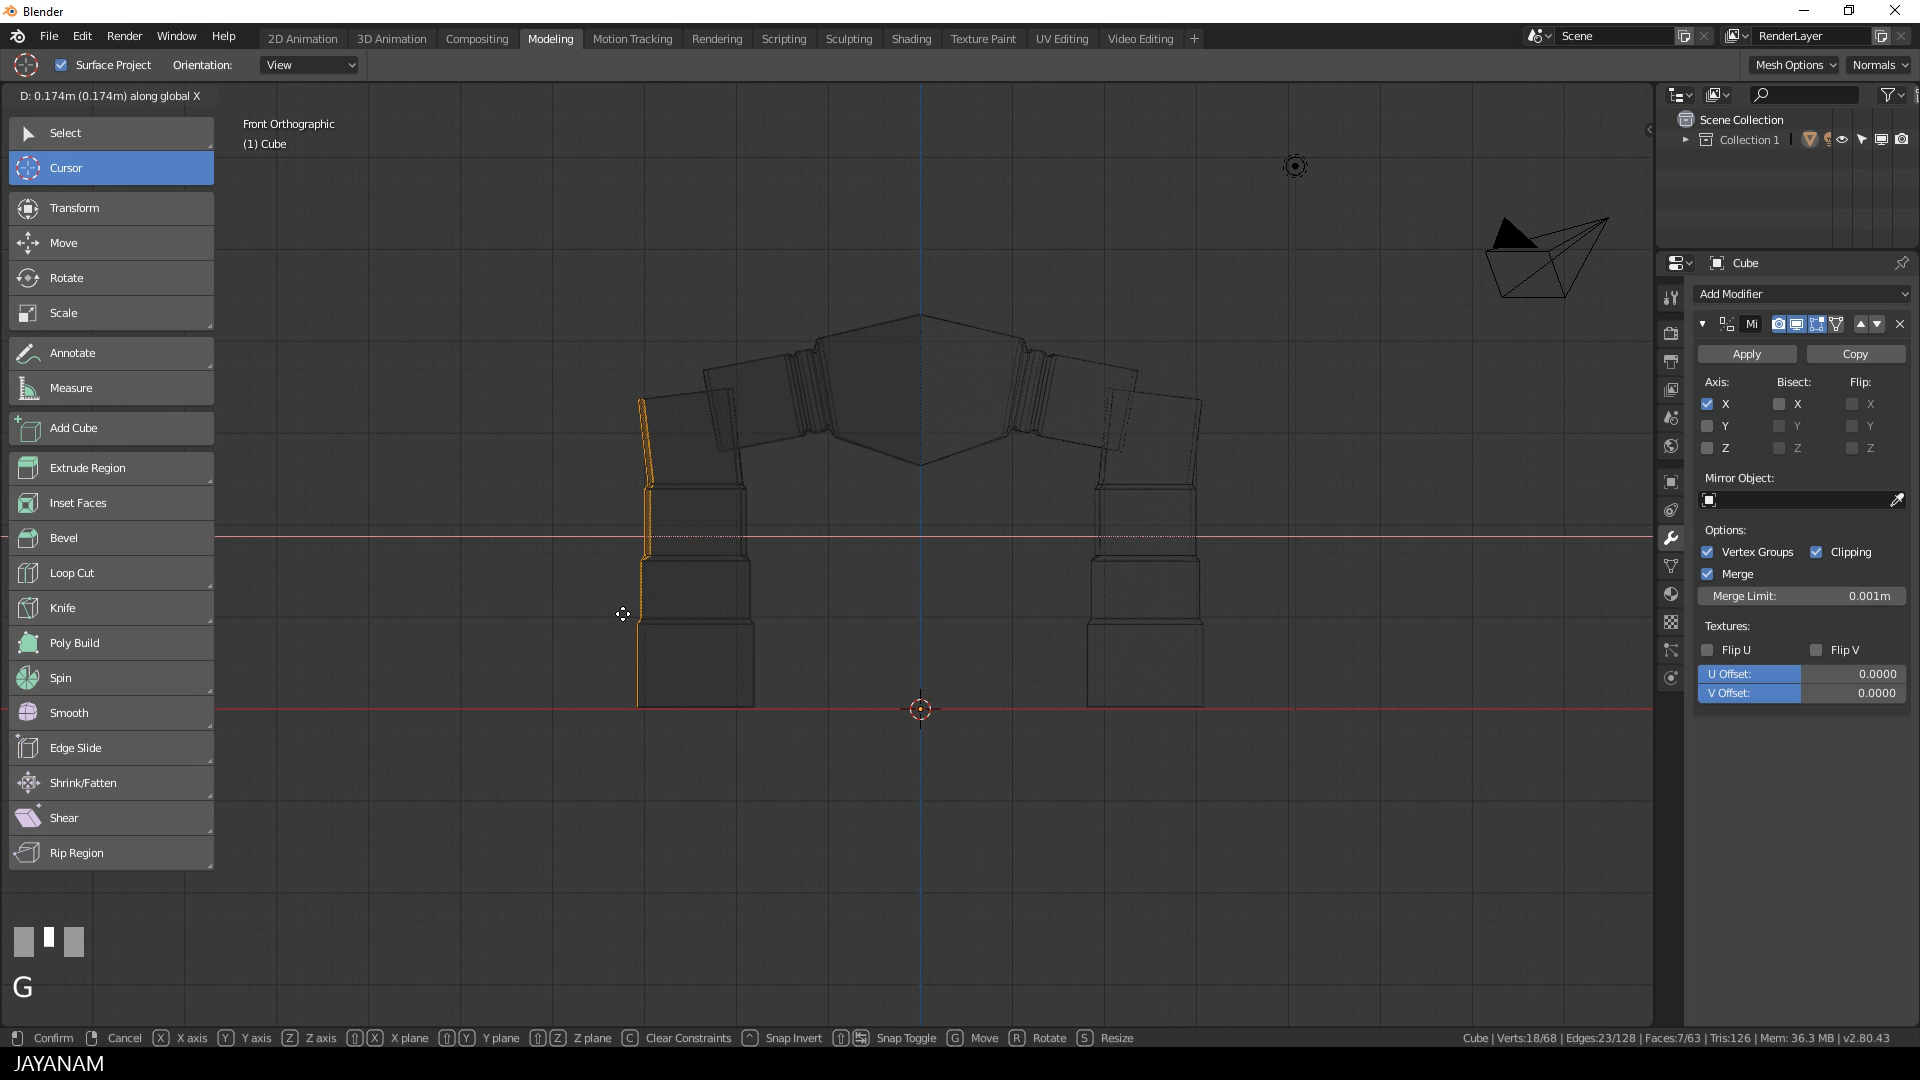 Blender
File Edit Render Window Help 2D Animation 3D Animation Compositing Modeling Motion Tracking Rendering Scripting Sculpting Shading Texture Paint UV Editing Video Editing + Scene RenderLayer
Surface Project Orientation: View Mesh Options Normals
D: 0.174m (0.174m) along global X
Front Orthographic
(1) Cube
Select
Cursor
Transform
Move
Rotate
Scale
Annotate
Measure
Add Cube
Extrude Region
Inset Faces
Bevel
Loop Cut
Knife
Poly Build
Spin
Smooth
Edge Slide
Shrink/Fatten
Shear
Rip Region
G
Scene Collection
Collection 1
Cube
Add Modifier
Mi
Apply Copy
Axis: Bisect: Flip:
X X X
Y Y Y
Z Z Z
Mirror Object:
Options:
Vertex Groups Clipping
Merge
Merge Limit: 0.001m
Textures:
Flip U Flip V
U Offset: 0.0000
V Offset: 0.0000
Confirm Cancel X X axis Y Y axis Z Z axis X X plane Y Y plane Z Z plane C Clear Constraints ^ Snap Invert Snap Toggle G Move R Rotate S Resize Cube | Verts:18/68 | Edges:23/128 | Faces:7/63 | Tris:126 | Mem: 36.3 MB | v2.80.43
JAYANAM